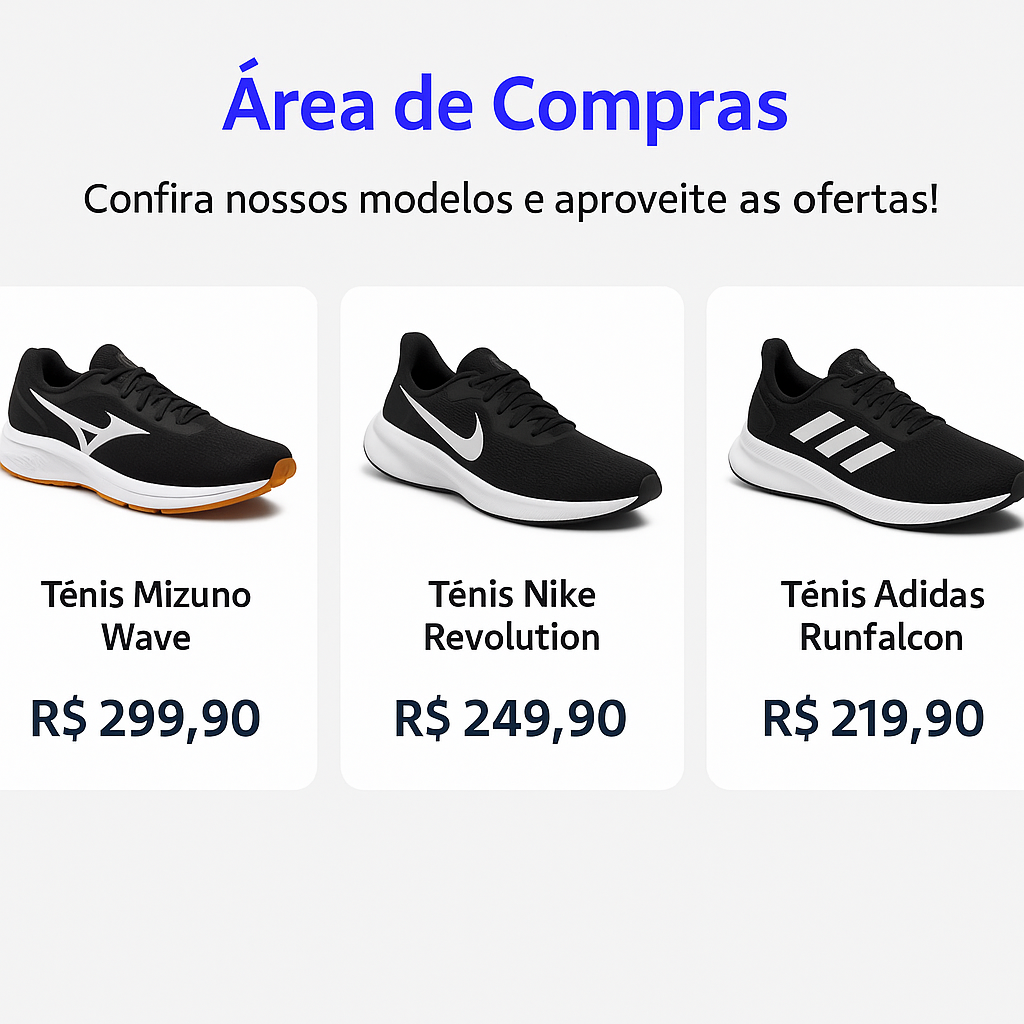 Área de Compras
Confira nossos modelos e aproveite as ofertas!
Ténis Mizuno
Wave
R$ 299,90
Ténis Nike
Revolution
R$ 249,90
Ténis Adidas
Runfalcon
R$ 219,90